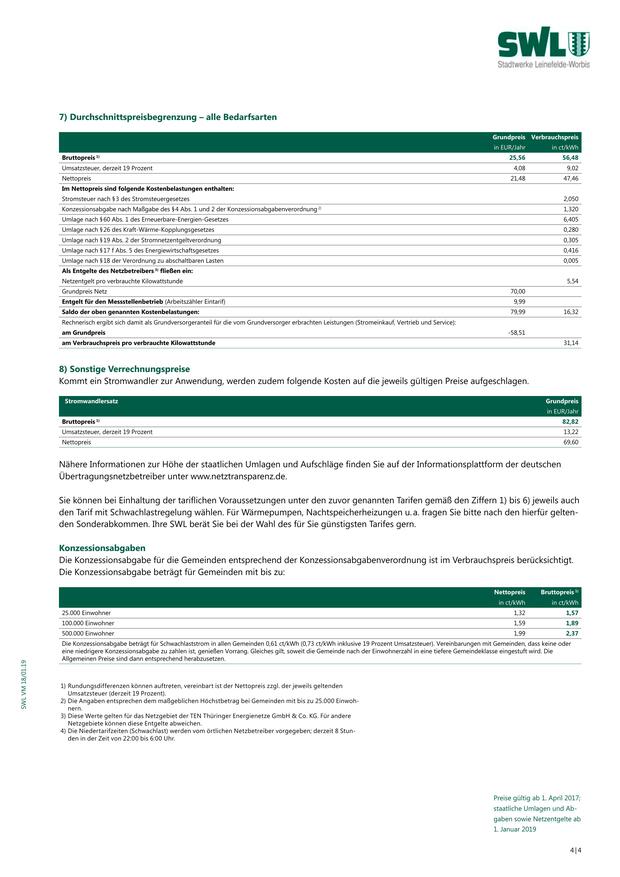 SWL
Stadtwerke Leinefelde-Worbis
7) Durchschnittspreisbegrenzung – alle Bedarfsarten
Grundpreis Verbrauchspreis
in EUR/Jahr in ct/kWh
Bruttopreis 1) 25,56 56,48
Umsatzsteuer, derzeit 19 Prozent 4,08 9,02
Nettopreis 21,48 47,46
Im Nettopreis sind folgende Kostenbelastungen enthalten:
Stromsteuer nach §3 des Stromsteuergesetzes 2,050
Konzessionsabgabe nach Maßgabe des §4 Abs. 1 und 2 der Konzessionsabgabenverordnung 2) 1,320
Umlage nach §60 Abs. 1 des Erneuerbare-Energien-Gesetzes 6,405
Umlage nach §26 des Kraft-Wärme-Kopplungsgesetzes 0,280
Umlage nach §19 Abs. 2 der Stromnetzentgeltverordnung 0,305
Umlage nach §17 f Abs. 5 des Energiewirtschaftsgesetzes 0,416
Umlage nach §18 der Verordnung zu abschaltbaren Lasten 0,005
Als Entgelte des Netzbetreibers 3) fließen ein:
Netzentgelt pro verbrauchte Kilowattstunde 5,54
Grundpreis Netz 70,00
Entgelt für den Messstellenbetrieb (Arbeitszähler Eintarif) 9,99
Saldo der oben genannten Kostenbelastungen: 79,99 16,32
Rechnerisch ergibt sich damit als Grundversorgeranteil für die vom Grundversorger erbrachten Leistungen (Stromeinkauf, Vertrieb und Service):
am Grundpreis -58,51
am Verbrauchspreis pro verbrauchte Kilowattstunde 31,14
8) Sonstige Verrechnungspreise
Kommt ein Stromwandler zur Anwendung, werden zudem folgende Kosten auf die jeweils gültigen Preise aufgeschlagen.
Stromwandlersatz Grundpreis
in EUR/Jahr
Bruttopreis 1) 82,82
Umsatzsteuer, derzeit 19 Prozent 13,22
Nettopreis 69,60
Nähere Informationen zur Höhe der staatlichen Umlagen und Aufschläge finden Sie auf der Informationsplattform der deutschen
Übertragungsnetzbetreiber unter www.netztransparenz.de.
Sie können bei Einhaltung der tariflichen Voraussetzungen unter den zuvor genannten Tarifen gemäß den Ziffern 1) bis 6) jeweils auch
den Tarif mit Schwachlastregelung wählen. Für Wärmepumpen, Nachtspeicherheizungen u. a. fragen Sie bitte nach den hierfür gelten-
den Sonderabkommen. Ihre SWL berät Sie bei der Wahl des für Sie günstigsten Tarifes gern.
Konzessionsabgaben
Die Konzessionsabgabe für die Gemeinden entsprechend der Konzessionsabgabenverordnung ist im Verbrauchspreis berücksichtigt.
Die Konzessionsabgabe beträgt für Gemeinden mit bis zu:
Nettopreis Bruttopreis 1)
in ct/kWh in ct/kWh
25.000 Einwohner 1,32 1,57
100.000 Einwohner 1,59 1,89
500.000 Einwohner 1,99 2,37
Die Konzessionsabgabe beträgt für Schwachlaststrom in allen Gemeinden 0,61 ct/kWh (0,73 ct/kWh inklusive 19 Prozent Umsatzsteuer). Vereinbarungen mit Gemeinden, dass keine oder
eine niedrigere Konzessionsabgabe zu zahlen ist, genießen Vorrang. Gleiches gilt, soweit die Gemeinde nach der Einwohnerzahl in eine tiefere Gemeindeklasse eingestuft wird. Die
Allgemeinen Preise sind dann entsprechend herabzusetzen.
1) Rundungsdifferenzen können auftreten, vereinbart ist der Nettopreis zzgl. der jeweils geltenden
Umsatzsteuer (derzeit 19 Prozent).
2) Die Angaben entsprechen dem maßgeblichen Höchstbetrag bei Gemeinden mit bis zu 25.000 Einwoh-
nern.
3) Diese Werte gelten für das Netzgebiet der TEN Thüringer Energienetze GmbH & Co. KG. Für andere
Netzgebiete können diese Entgelte abweichen.
4) Die Niedertarifzeiten (Schwachlast) werden vom örtlichen Netzbetreiber vorgegeben; derzeit 8 Stun-
den in der Zeit von 22:00 bis 6:00 Uhr.
SWL VM 18/01.19
Preise gültig ab 1. April 2017;
staatliche Umlagen und Ab-
gaben sowie Netzentgelte ab
1. Januar 2019
4|4